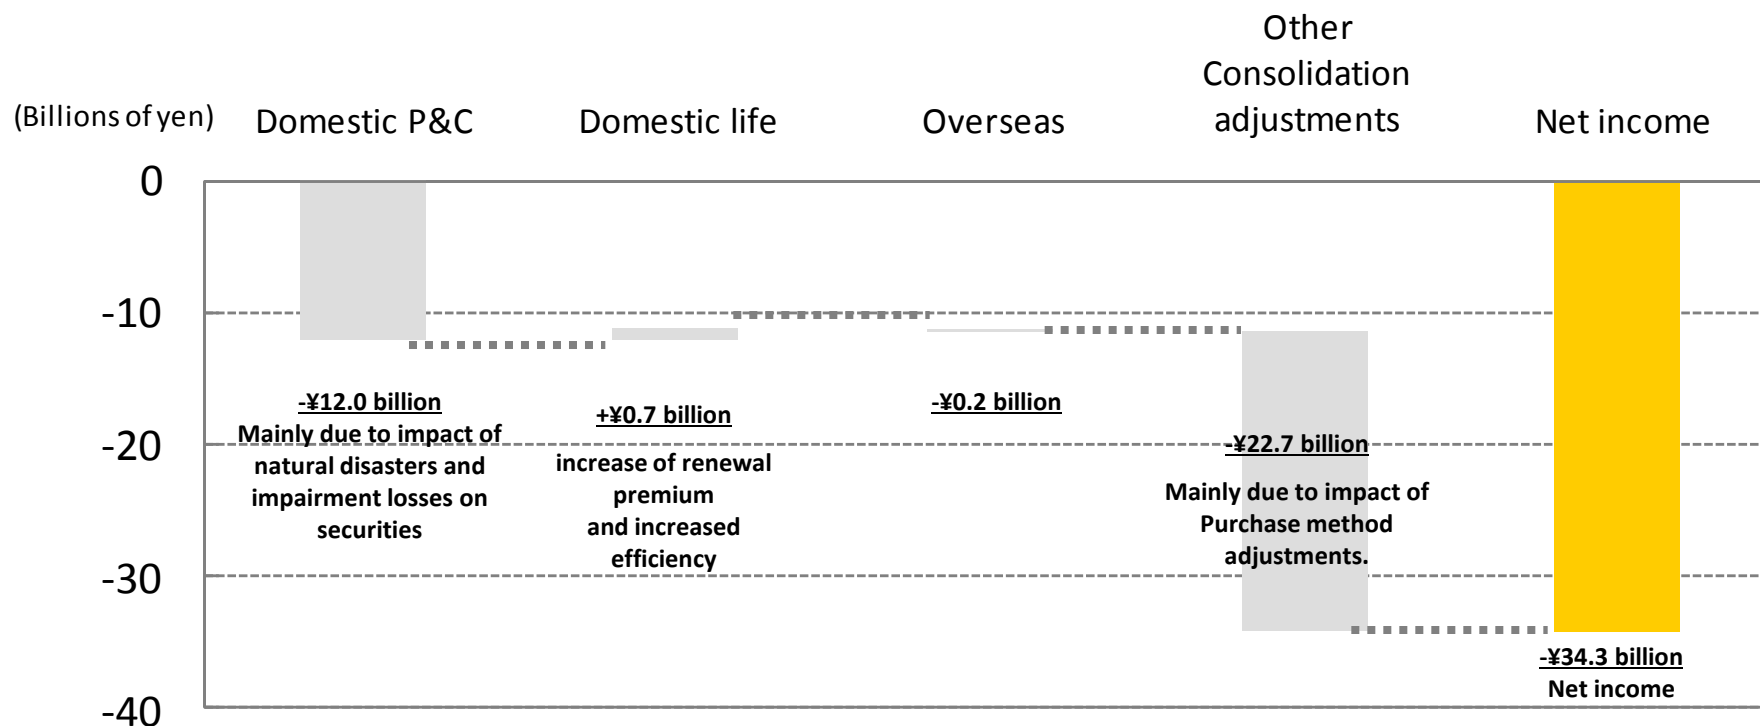 Other
Consolidation
adjustments
(Billions of yen)
Domestic P&C
Domestic life
Overseas
Net income
0
-10
-20
-30
-40
-¥12.0 billion
Mainly due to impact of
natural disasters and
impairment losses on
securities
+¥0.7 billion
increase of renewal
premium
and increased
efficiency
-¥0.2 billion
-¥22.7 billion
Mainly due to impact of
Purchase method
adjustments.
-¥34.3 billion
Net income